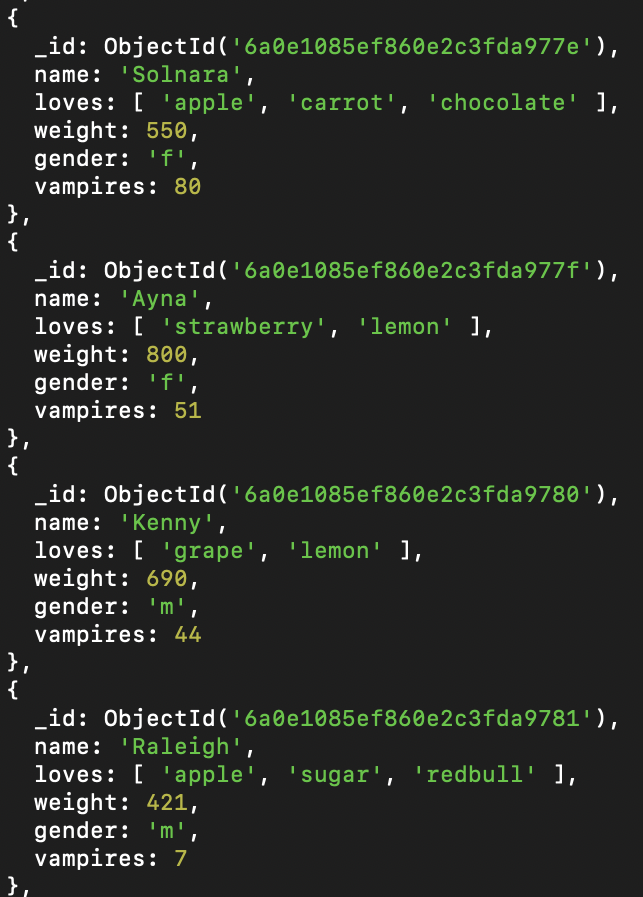 {
  _id: ObjectId('6a0e1085ef860e2c3fda977e'),
  name: 'Solnara',
  loves: [ 'apple', 'carrot', 'chocolate' ],
  weight: 550,
  gender: 'f',
  vampires: 80
},
{
  _id: ObjectId('6a0e1085ef860e2c3fda977f'),
  name: 'Ayna',
  loves: [ 'strawberry', 'lemon' ],
  weight: 800,
  gender: 'f',
  vampires: 51
},
{
  _id: ObjectId('6a0e1085ef860e2c3fda9780'),
  name: 'Kenny',
  loves: [ 'grape', 'lemon' ],
  weight: 690,
  gender: 'm',
  vampires: 44
},
{
  _id: ObjectId('6a0e1085ef860e2c3fda9781'),
  name: 'Raleigh',
  loves: [ 'apple', 'sugar', 'redbull' ],
  weight: 421,
  gender: 'm',
  vampires: 7
},